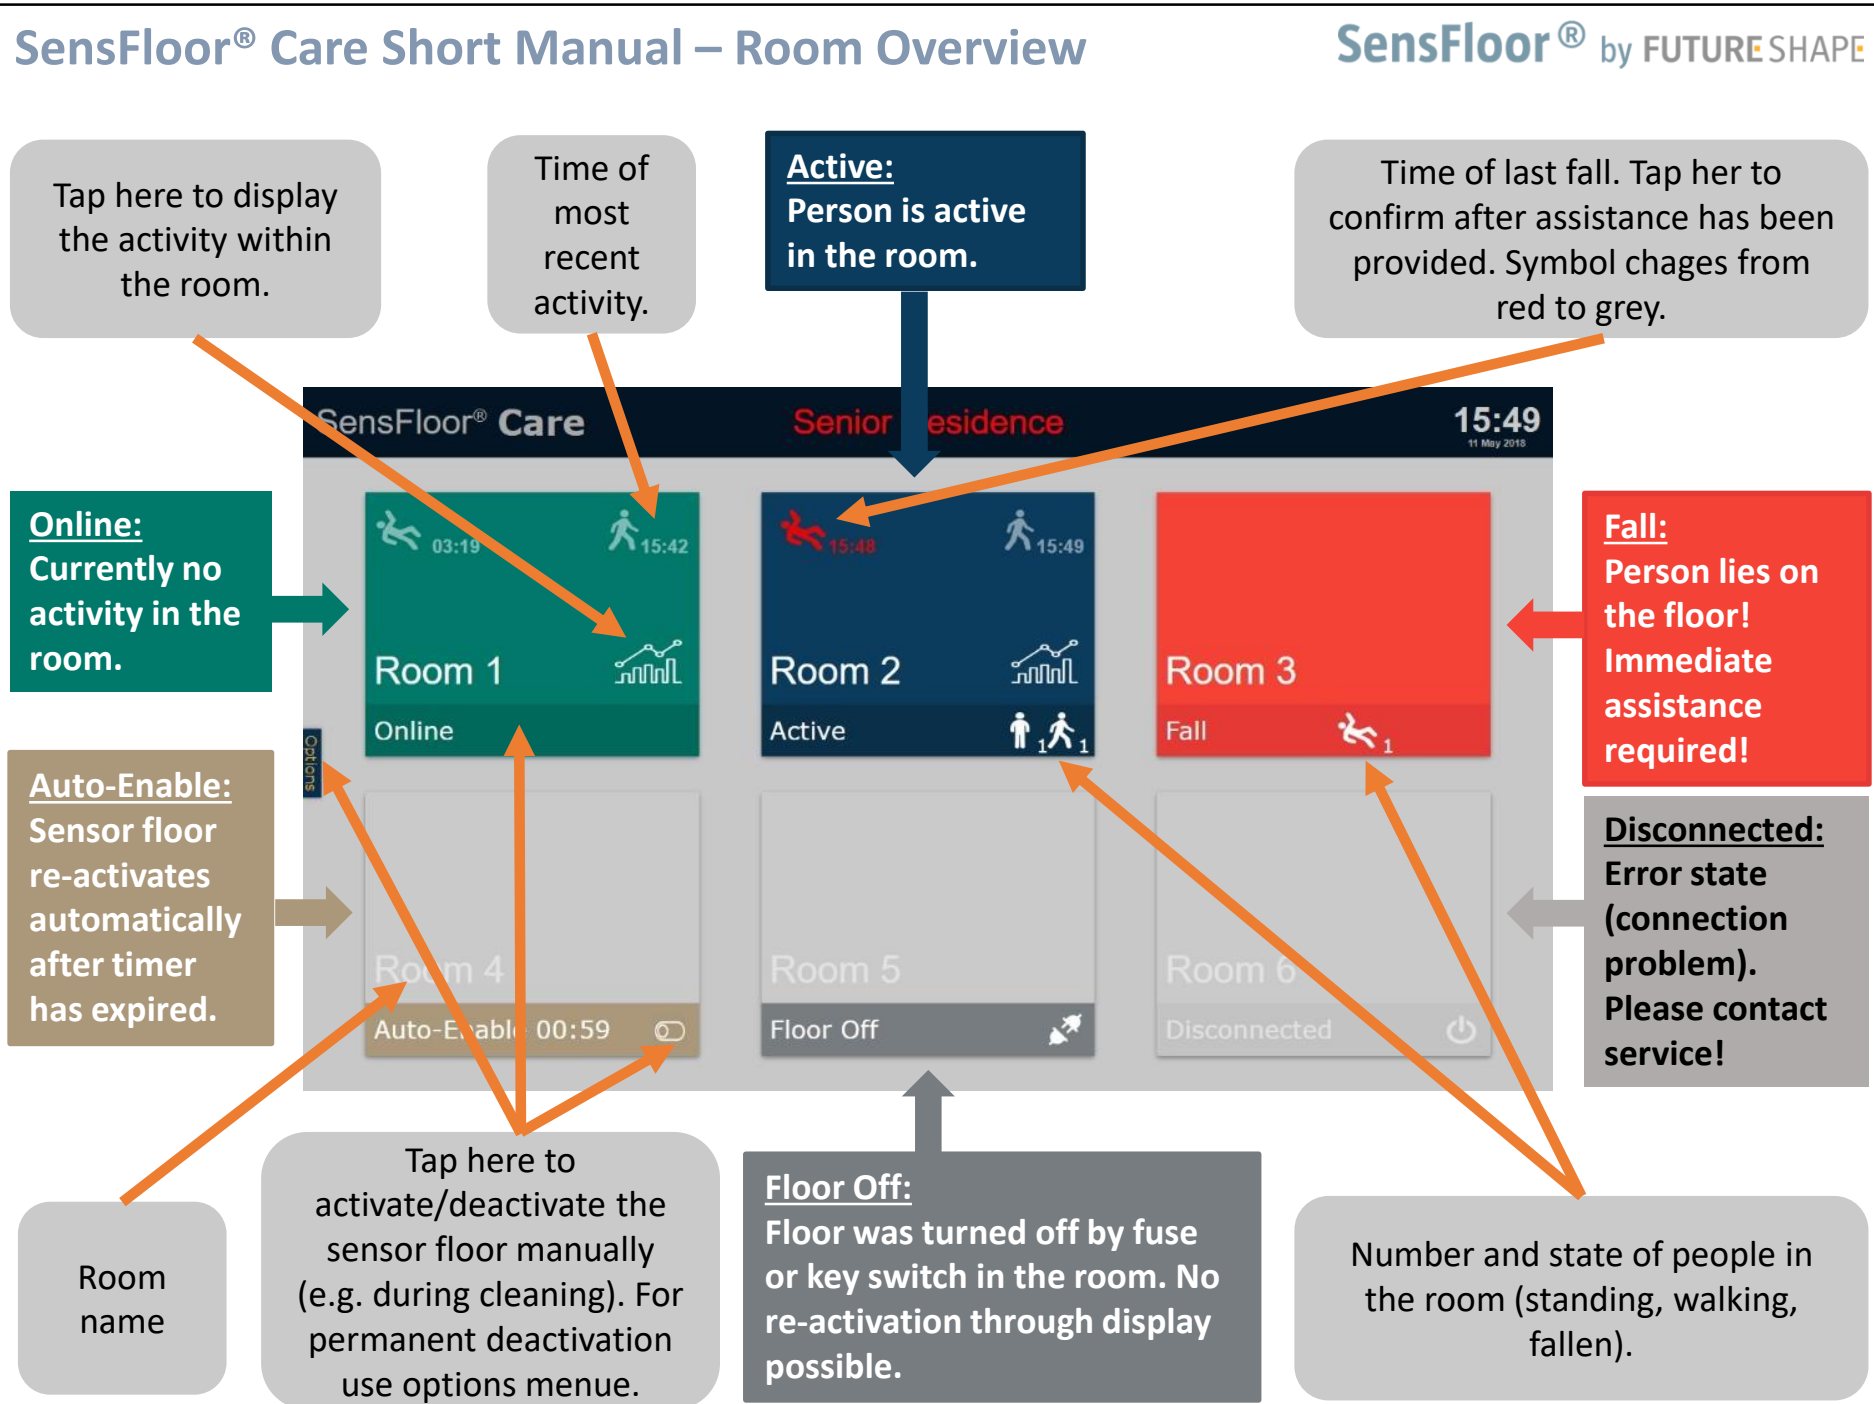 SensFloor® Care Short Manual – Room Overview
SensFloor® by FUTURE SHAPE
Tap here to display
the activity within
the room.
Time of
most
recent
activity.
Active:
Person is active
in the room.
Time of last fall. Tap her to
confirm after assistance has been
provided. Symbol chages from
red to grey.
SensFloor® Care
Senior esidence
15:49
11 May 2018
Online:
Currently no
activity in the
room.
03:19
15:42
Room 1
Online
15:48
15:49
Room 2
Active
1
1
Room 3
Fall
1
Fall:
Person lies on
the floor!
Immediate
assistance
required!
Options
Auto-Enable:
Sensor floor
re-activates
automatically
after timer
has expired.
Room 4
Auto-Enable 00:59
Room 5
Floor Off
Room 6
Disconnected
Disconnected:
Error state
(connection
problem).
Please contact
service!
Room
name
Tap here to
activate/deactivate the
sensor floor manually
(e.g. during cleaning). For
permanent deactivation
use options menue.
Floor Off:
Floor was turned off by fuse
or key switch in the room. No
re-activation through display
possible.
Number and state of people in
the room (standing, walking,
fallen).